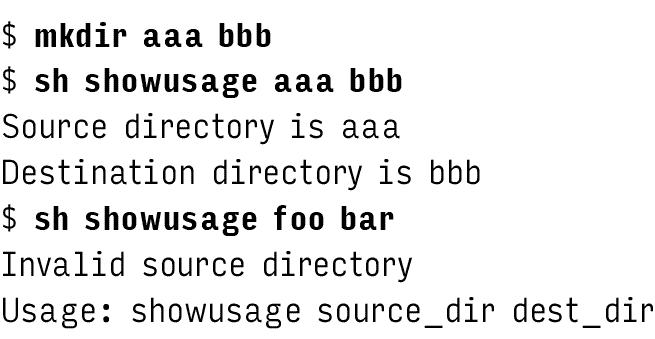 $ mkdir aaa bbb
$ sh showusage aaa bbb
Source directory is aaa
Destination directory is bbb
$ sh showusage foo bar
Invalid source directory
Usage: showusage source_dir dest_dir